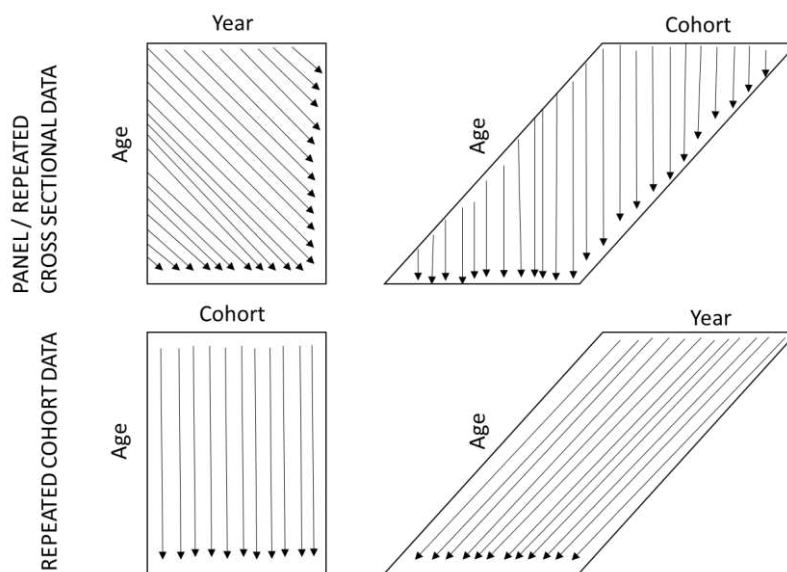 Year
Cohort
PANEL / REPEATED
CROSS SECTIONAL DATA
Age
Age
Cohort
Year
REPEATED COHORT DATA
Age
Age